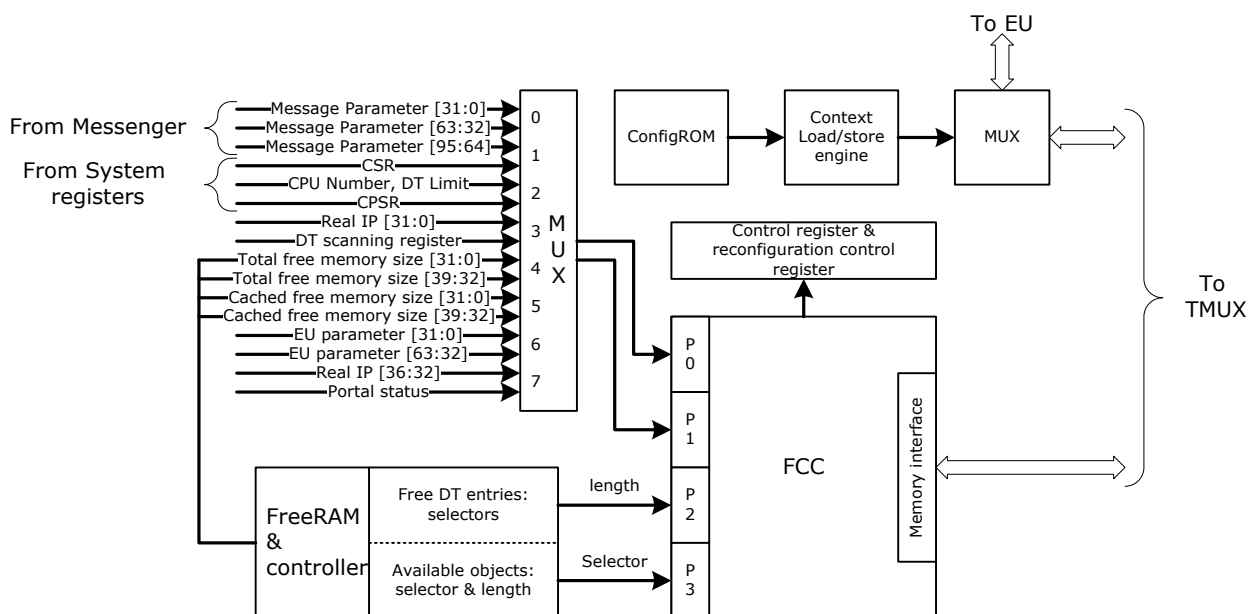 To EU
From Messenger
From System
registers
Message Parameter [31:0]
Message Parameter [63:32]
Message Parameter [95:64]
CSR
CPU Number, DT Limit
CPSR
Real IP [31:0]
DT scanning register
Total free memory size [31:0]
Total free memory size [39:32]
Cached free memory size [31:0]
Cached free memory size [39:32]
EU parameter [31:0]
EU parameter [63:32]
Real IP [36:32]
Portal status
0
1
2
3
4
5
6
7
M
U
X
ConfigROM
Context
Load/store
engine
MUX
Control register &
reconfiguration control
register
To
TMUX
P
0
P
1
P
2
P
3
FCC
Memory interface
FreeRAM
&
controller
Free DT entries:
selectors
Available objects:
selector & length
length
Selector